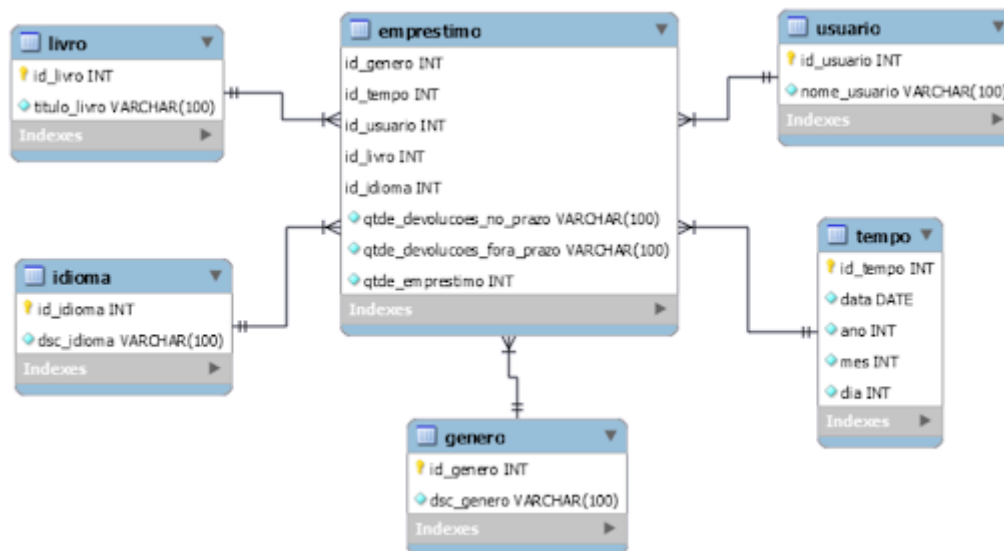 livro
id_livro INT
titulo_livro VARCHAR(100)
Indexes
emprestimo
id_genero INT
id_tempo INT
id_usuario INT
id_livro INT
id_idioma INT
qtde_devolucoes_no_prazo VARCHAR(100)
qtde_devolucoes_fora_prazo VARCHAR(100)
qtde_emprestimo INT
Indexes
usuario
id_usuario INT
nome_usuario VARCHAR(100)
Indexes
idioma
id_idioma INT
dsc_idioma VARCHAR(100)
Indexes
tempo
id_tempo INT
data DATE
ano INT
mes INT
dia INT
Indexes
genero
id_genero INT
dsc_genero VARCHAR(100)
Indexes